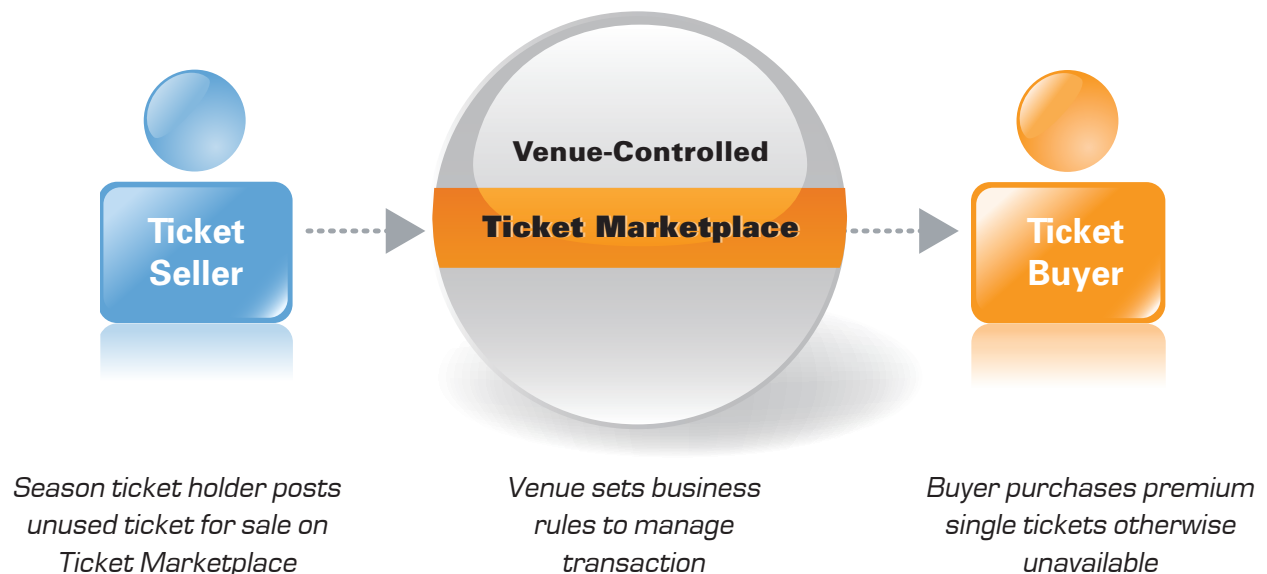 Venue-Controlled
Ticket Marketplace
Ticket
Seller
Ticket
Buyer
Season ticket holder posts
unused ticket for sale on
Ticket Marketplace
Venue sets business
rules to manage
transaction
Buyer purchases premium
single tickets otherwise
unavailable